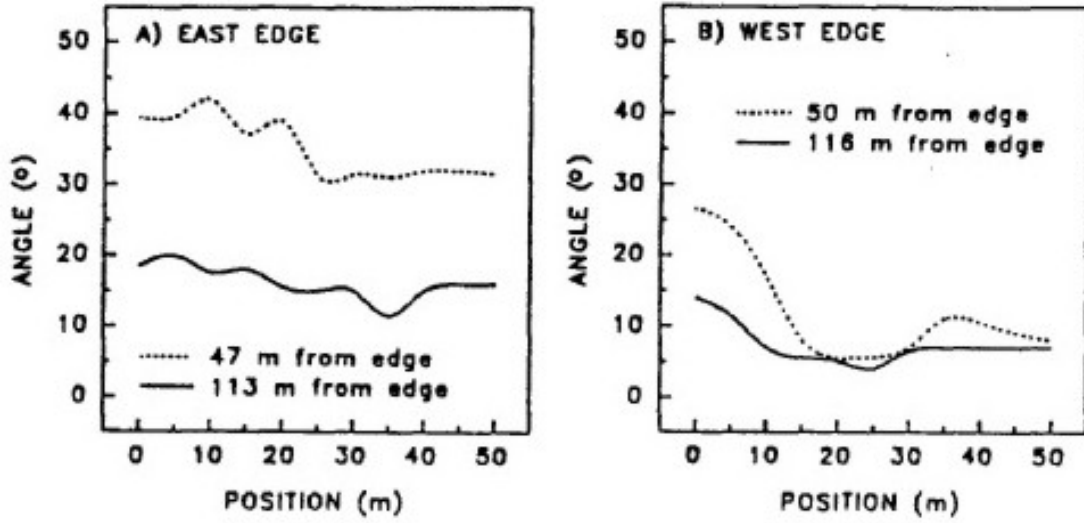 A) EAST EDGE
50
40
30
20
10
0
ANGLE (o)
47 m from edge
113 m from edge
0 10 20 30 40 50
POSITION (m)
B) WEST EDGE
50
40
30
20
10
0
ANGLE (o)
50 m from edge
116 m from edge
0 10 20 30 40 50
POSITION (m)